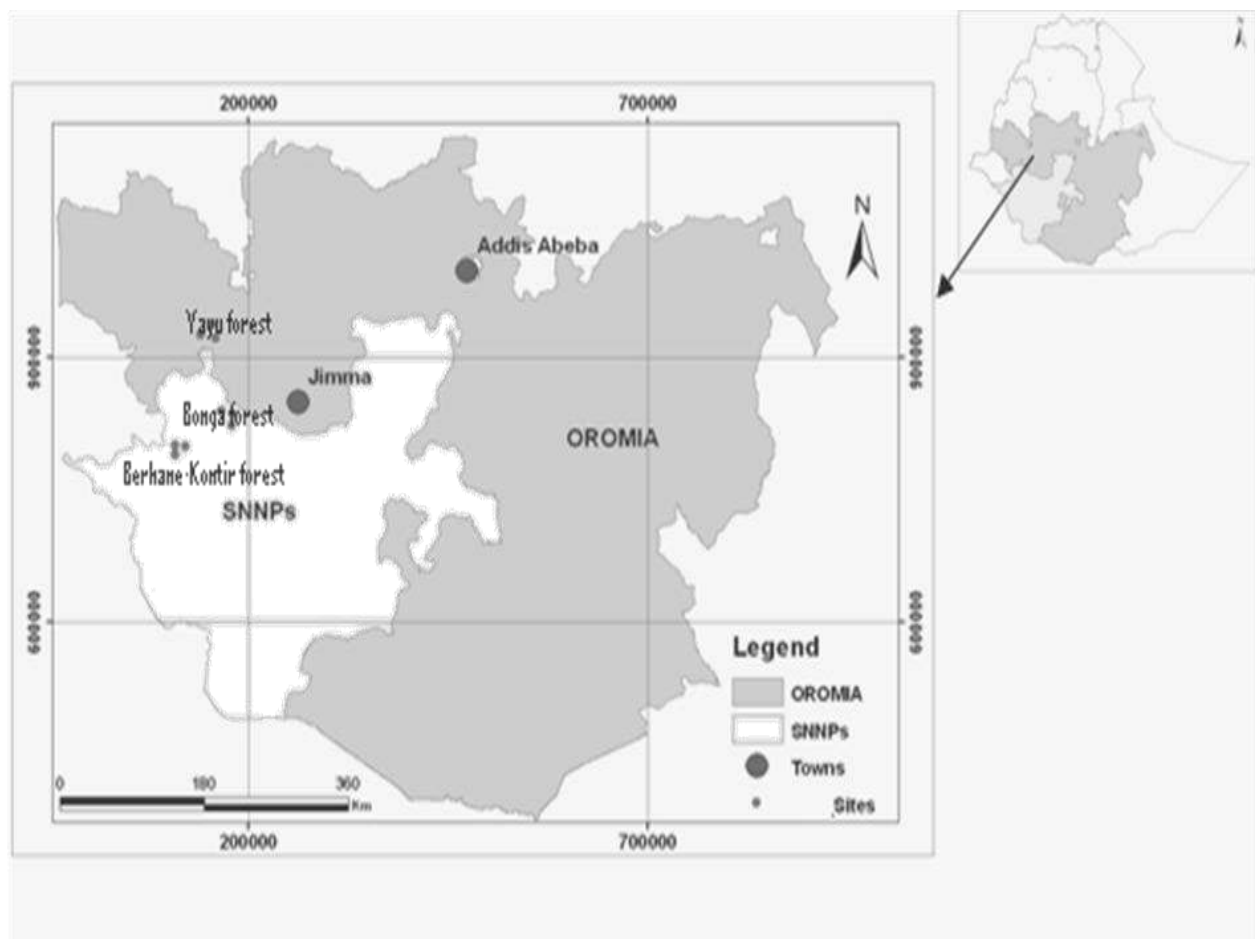 N
200000 700000
N
Addis Abeba
Yayu forest
900000
900000
Jimma
Bonga forest
OROMIA
Berhane-Kontir forest
SNNPs
600000
600000
Legend
OROMIA
SNNPs
Towns
Sites
0 180 360
Km
200000 700000